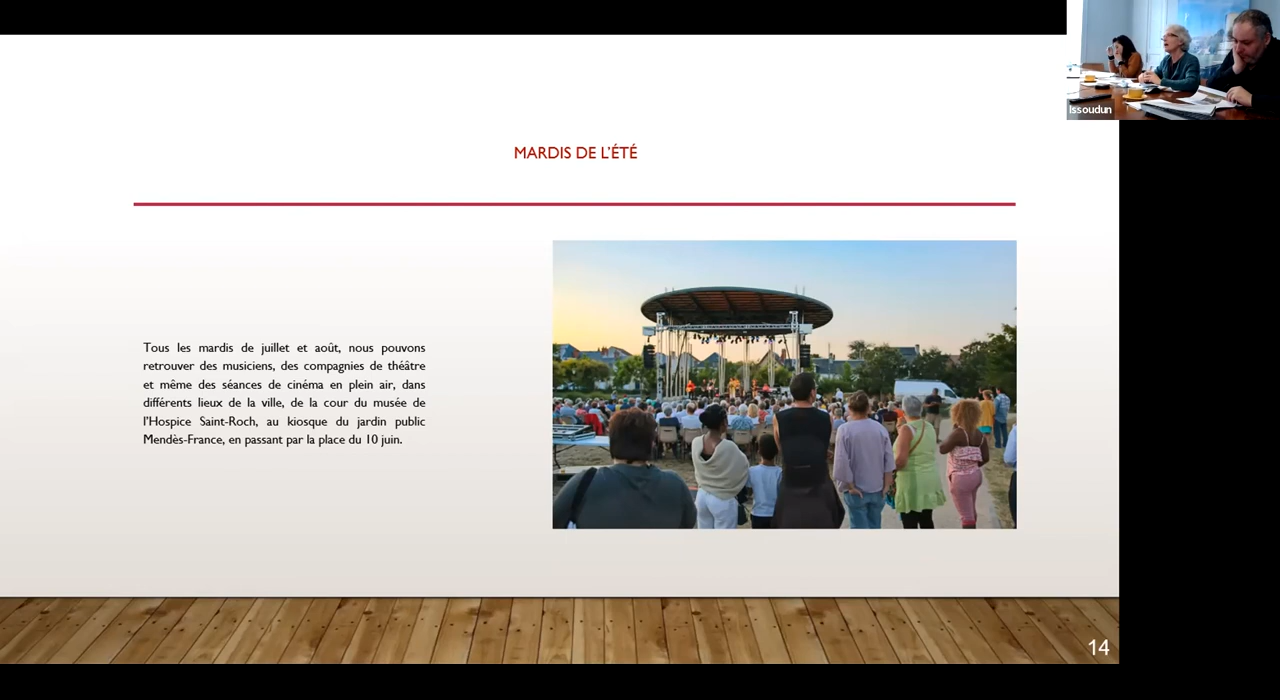 Issoudun
MARDIS DE L'ÉTÉ
Tous les mardis de juillet et août, nous pouvons
retrouver des musiciens, des compagnies de théâtre
et même des séances de cinéma en plein air, dans
différents lieux de la ville, de la cour du musée de
l'Hospice Saint-Roch, au kiosque du jardin public
Mendès-France, en passant par la place du 10 juin.
14